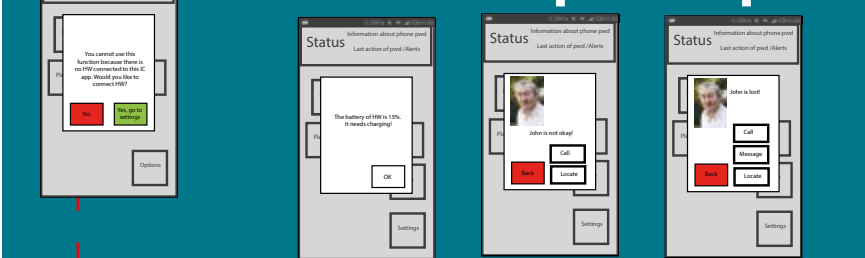 You cannot use this
function because there is
no HW connected to this IC
app. Would you like to
connect HW?
No
Yes, go to
settings
Pla
Options
Status
Information about phone pwd
Last action of pwd /Alerts
The battery of HW is 15%.
It needs charging!
OK
Pla
Settings
Status
Information about phone pwd
Last action of pwd /Alerts
John is not okay!
Call
Back
Locate
Pla
Settings
Status
Information about phone pwd
Last action of pwd /Alerts
John is lost!
Call
Message
Back
Locate
Pla
Settings